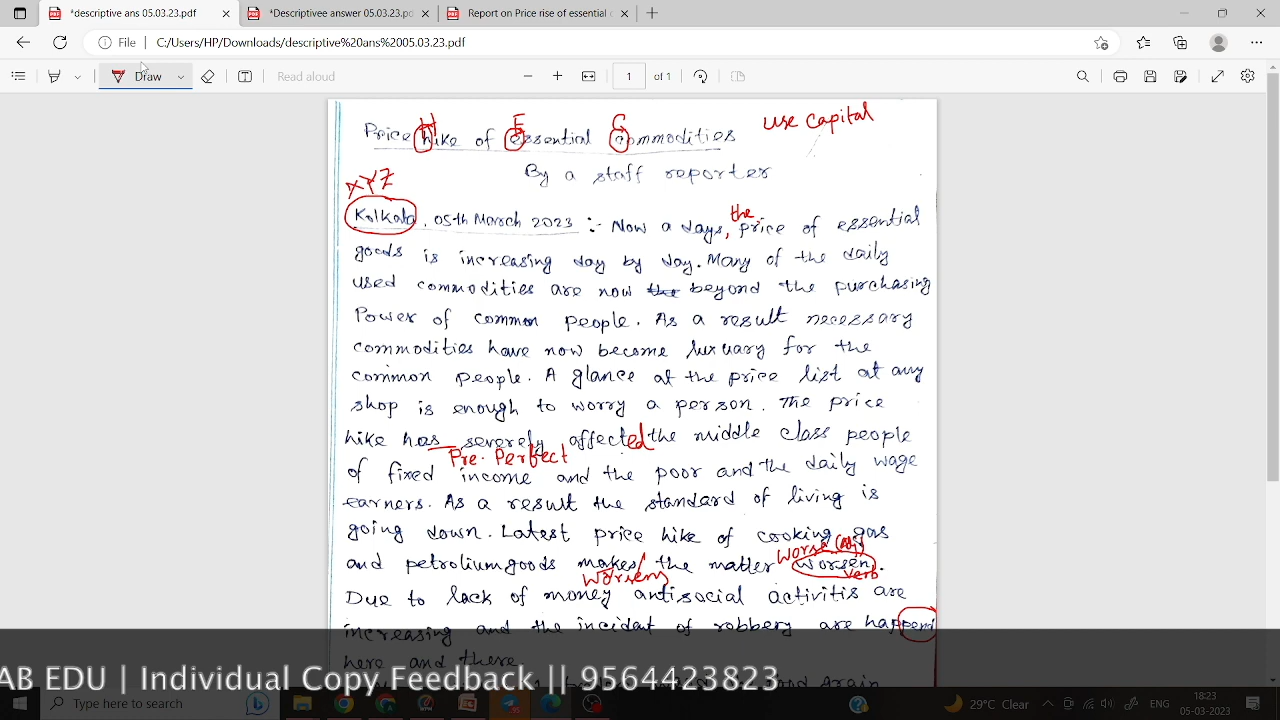 *descriptive ans 05.03.23.pdf
*Descriptive answer 05.03.23.pd
Report on Price rise of essential c
File
C:/Users/HP/Downloads/descriptive%20ans%2005.03.23.pdf
Draw
Read aloud
1 of 1
H E C
use capital
Price hike of essential commodities
By a staff reporter
XYZ
the
Kolkata, 05th March 2023 :- Now a days, price of essential
goods is increasing day by day. Many of the daily
used commodities are now the beyond the purchasing
Power of common people. As a result necessary
commodities have now become luxuary for the
common people. A glance at the price list at any
shop is enough to worry a person. The price
hike has severely affected the middle class people
Pre. Perfect
of fixed income and the poor and the daily wage
earners. As a result the standard of living is
going down. Latest price hike of cooking gas
worse (Adj)
and petroliumgoods makes the matter worsen.
worsens
verb
Due to lack of money antisocial activitis are
increasing and the incident of robbery are happend
here and there.
AB EDU | Individual Copy Feedback || 9564423823
Type here to search
29°C Clear
ENG
18:23
05-03-2023